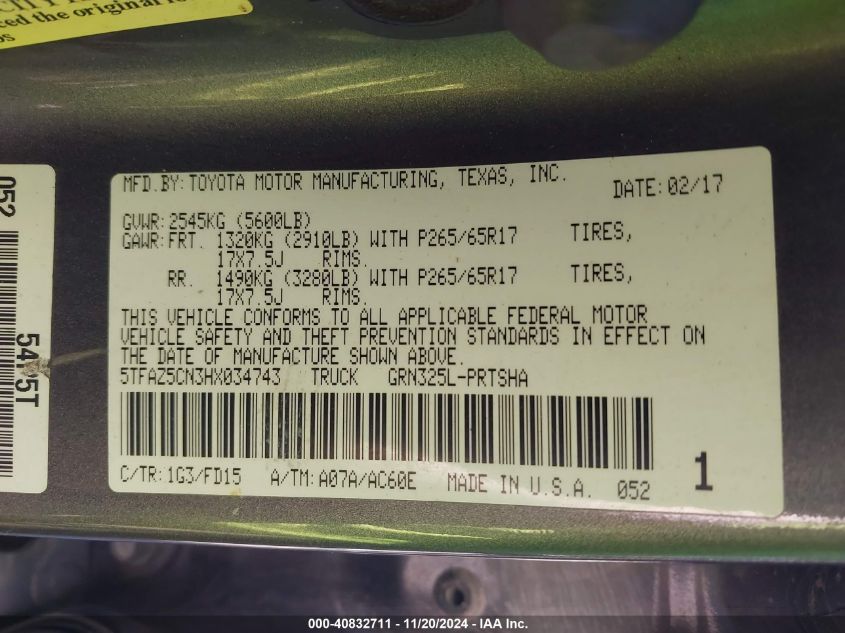 ced the original
MFD.BY:TOYOTA MOTOR MANUFACTURING, TEXAS, INC. DATE:02/17
GVWR:2545KG (5600LB)
GAWR:FRT. 1320KG (2910LB) WITH P265/65R17 TIRES,
17X7.5J RIMS.
RR. 1490KG (3280LB) WITH P265/65R17 TIRES,
17X7.5J RIMS.
THIS VEHICLE CONFORMS TO ALL APPLICABLE FEDERAL MOTOR
VEHICLE SAFETY AND THEFT PREVENTION STANDARDS IN EFFECT ON
THE DATE OF MANUFACTURE SHOWN ABOVE.
5TFAZ5CN3HX034743 TRUCK GRN325L-PRTSHA
C/TR:1G3/FD15 A/TM:A07A/AC60E MADE IN U.S.A. 052 1
052
000-40832711 - 11/20/2024 - IAA Inc.